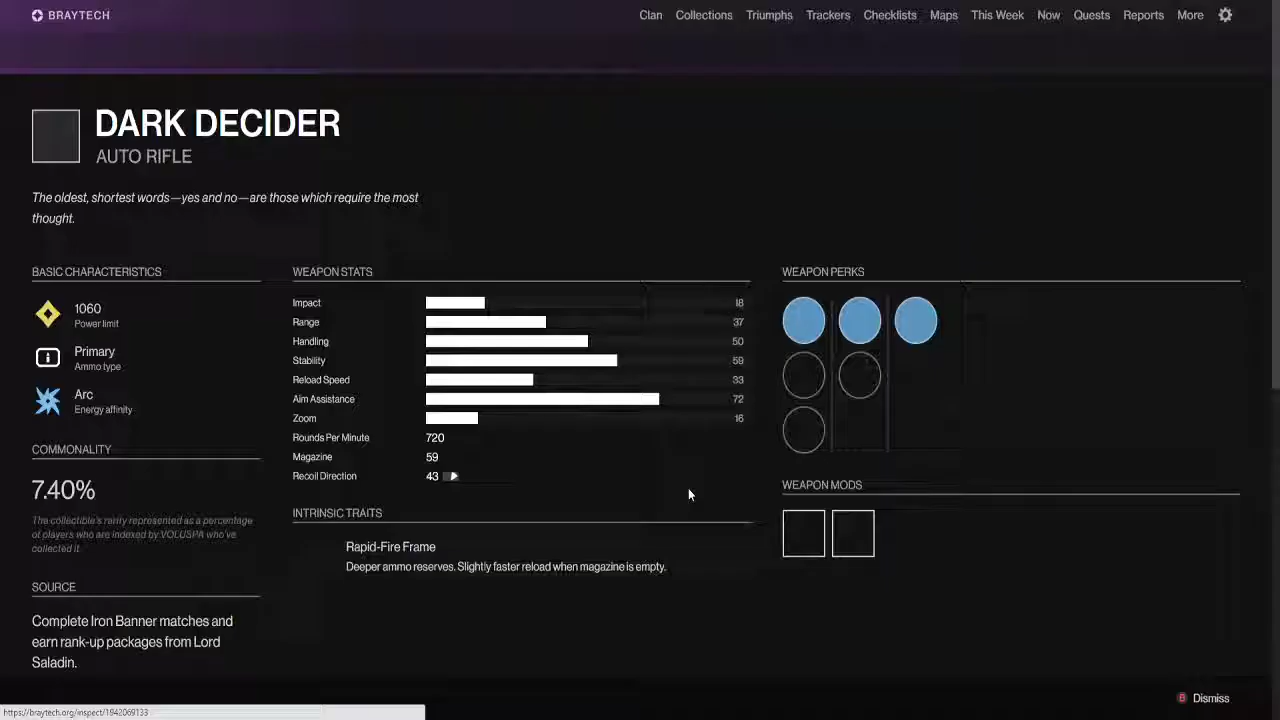 BRAYTECH
Clan Collections Triumphs Trackers Checklists Maps This Week Now Quests Reports More
DARK DECIDER
AUTO RIFLE
The oldest, shortest words—yes and no—are those which require the most
thought.
BASIC CHARACTERISTICS
1060
Power limit
Primary
Ammo type
Arc
Energy affinity
COMMONALITY
7.40%
The collectible's rarity represented as a percentage
of players who are indexed by VOLUSPA who've
collected it
SOURCE
Complete Iron Banner matches and
earn rank-up packages from Lord
Saladin.
WEAPON STATS
Impact 18
Range 37
Handling 50
Stability 59
Reload Speed 33
Aim Assistance 72
Zoom 16
Rounds Per Minute 720
Magazine 59
Recoil Direction 43
INTRINSIC TRAITS
Rapid-Fire Frame
Deeper ammo reserves. Slightly faster reload when magazine is empty.
WEAPON PERKS
WEAPON MODS
Dismiss
https://braytech.org/inspect/1942069133